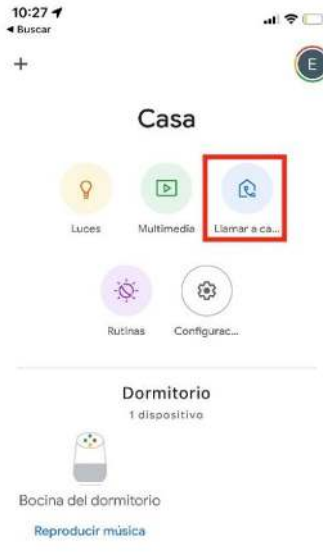 10:27
◀ Buscar
+
E
Casa
Luces
Multimedia
Llamar a ca...
Rutinas
Configurac...
Dormitorio
1 dispositivo
Bocina del dormitorio
Reproducir música